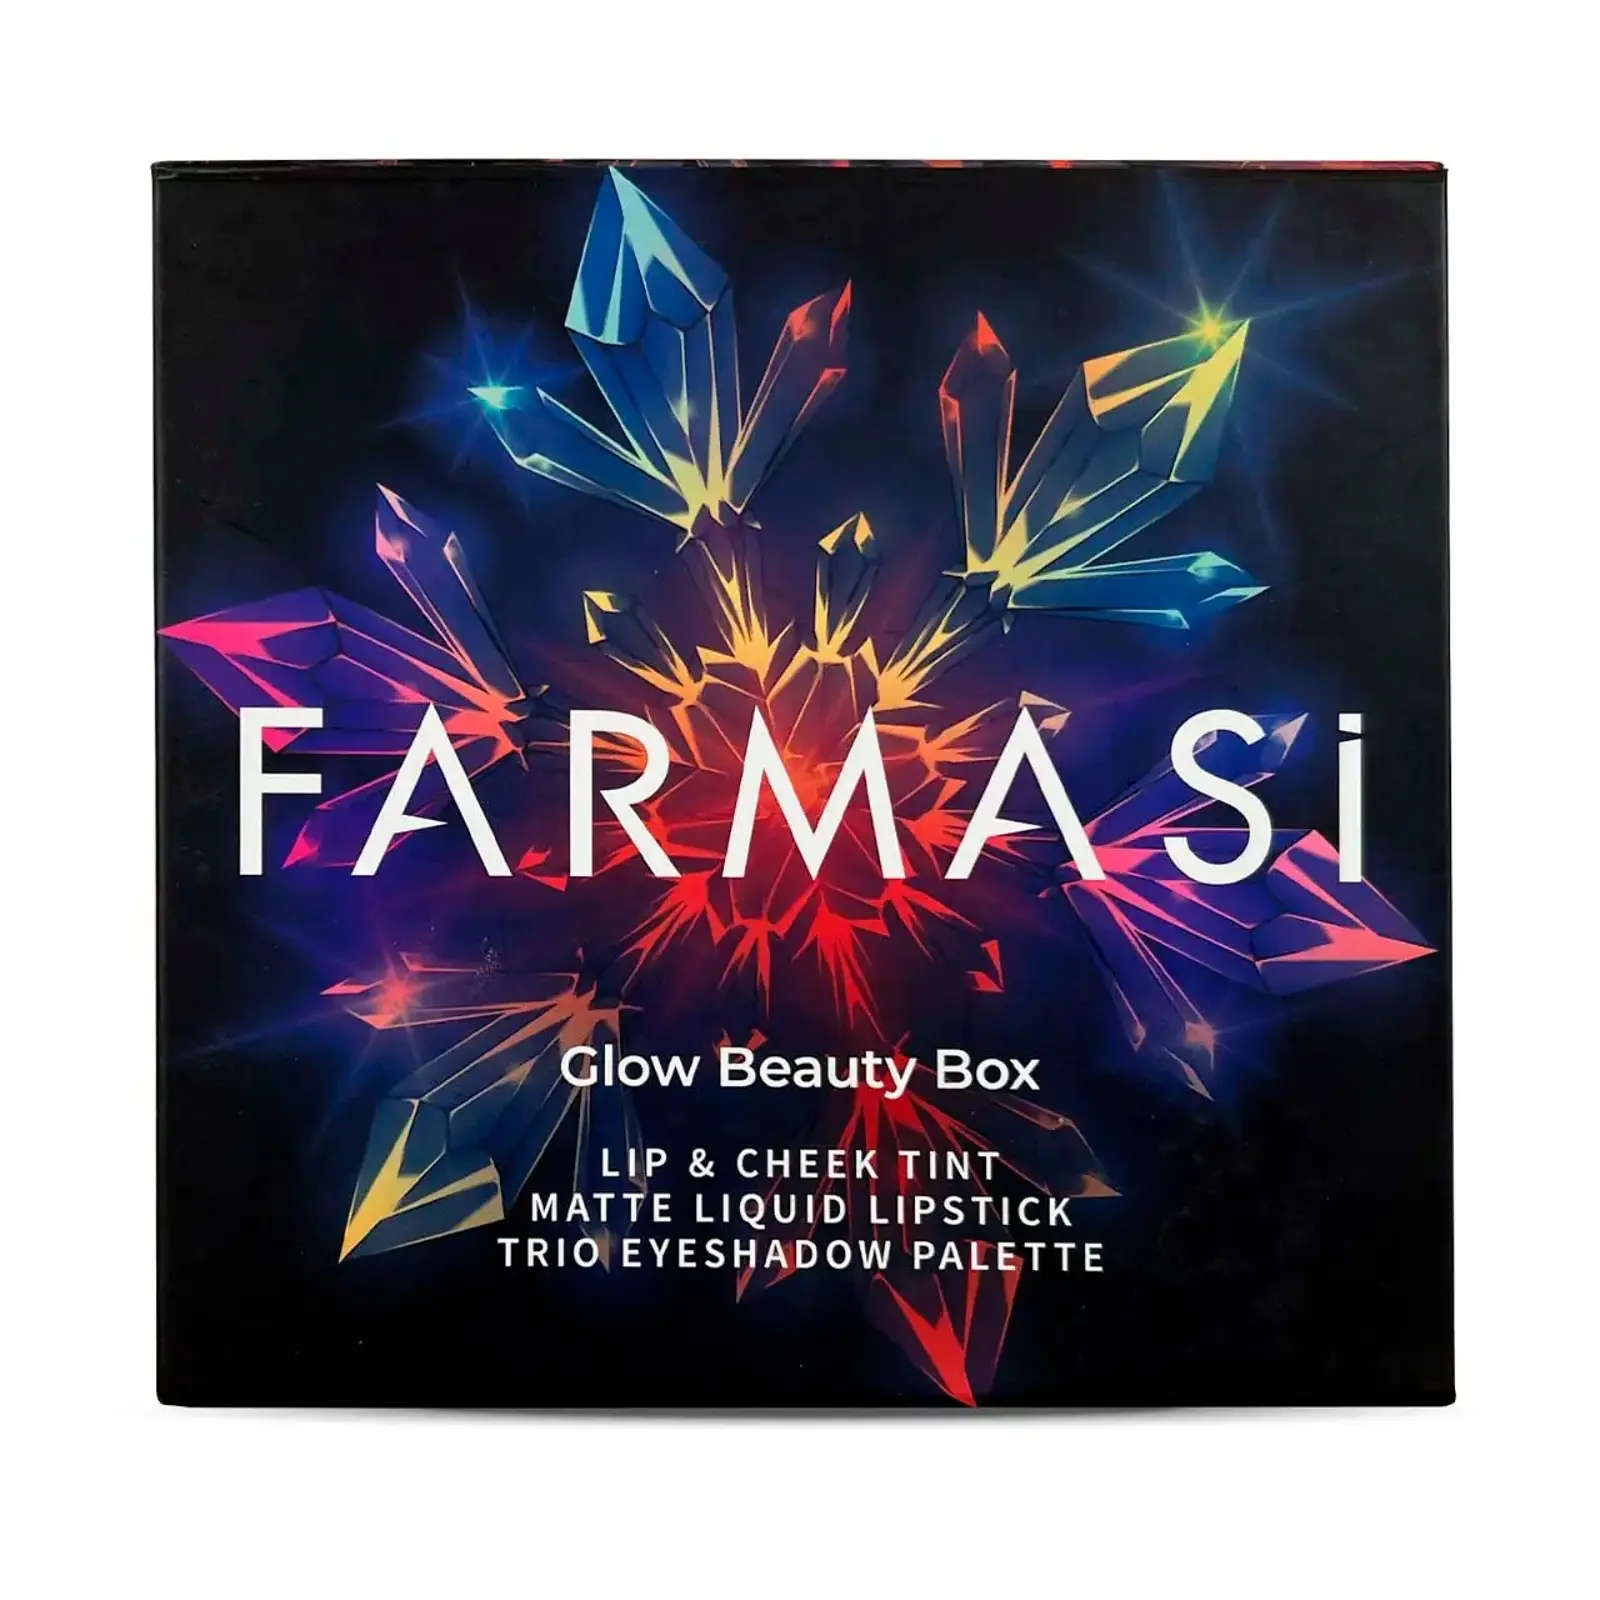 FARMASi
Glow Beauty Box
LIP & CHEEK TINT
MATTE LIQUID LIPSTICK
TRIO EYESHADOW PALETTE